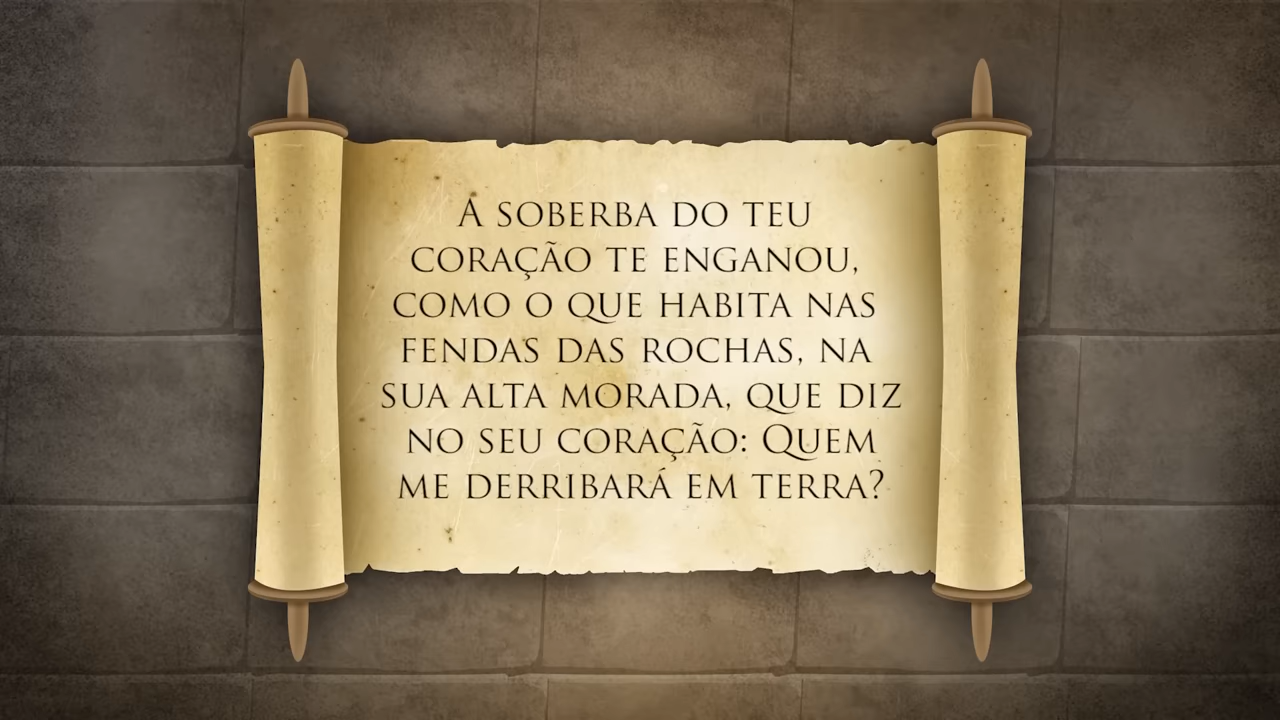 A SOBERBA DO TEU
CORAÇÃO TE ENGANOU,
COMO O QUE HABITA NAS
FENDAS DAS ROCHAS, NA
SUA ALTA MORADA, QUE DIZ
NO SEU CORAÇÃO: QUEM
ME DERRIBARÁ EM TERRA?